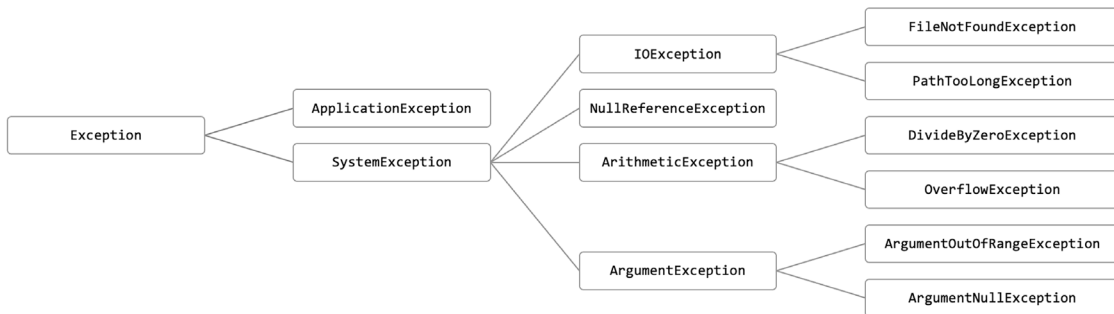 Exception
ApplicationException
SystemException
IOException
NullReferenceException
ArithmeticException
ArgumentException
FileNotFoundException
PathTooLongException
DivideByZeroException
OverflowException
ArgumentOutOfRangeException
ArgumentNullException